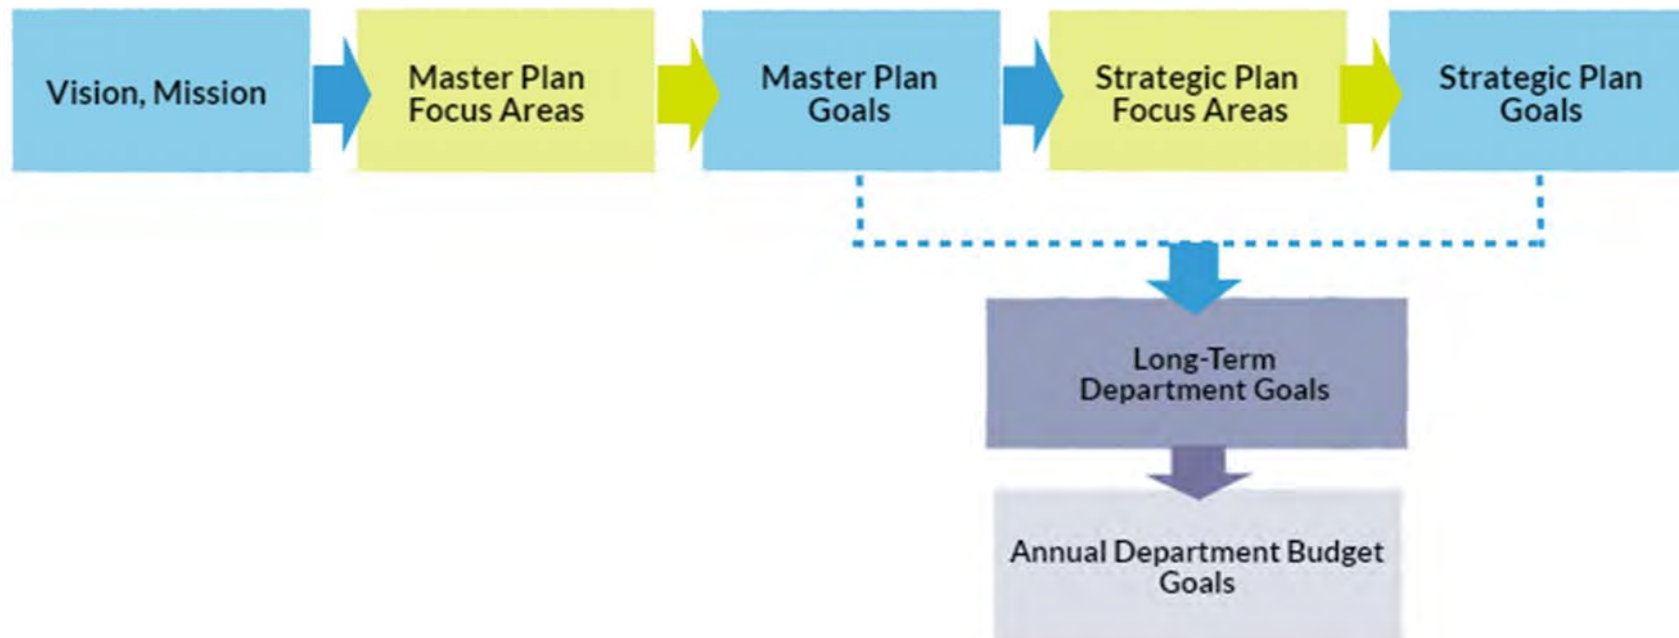 Vision, Mission
Master Plan
Focus Areas
Master Plan
Goals
Strategic Plan
Focus Areas
Strategic Plan
Goals
Long-Term
Department Goals
Annual Department Budget
Goals